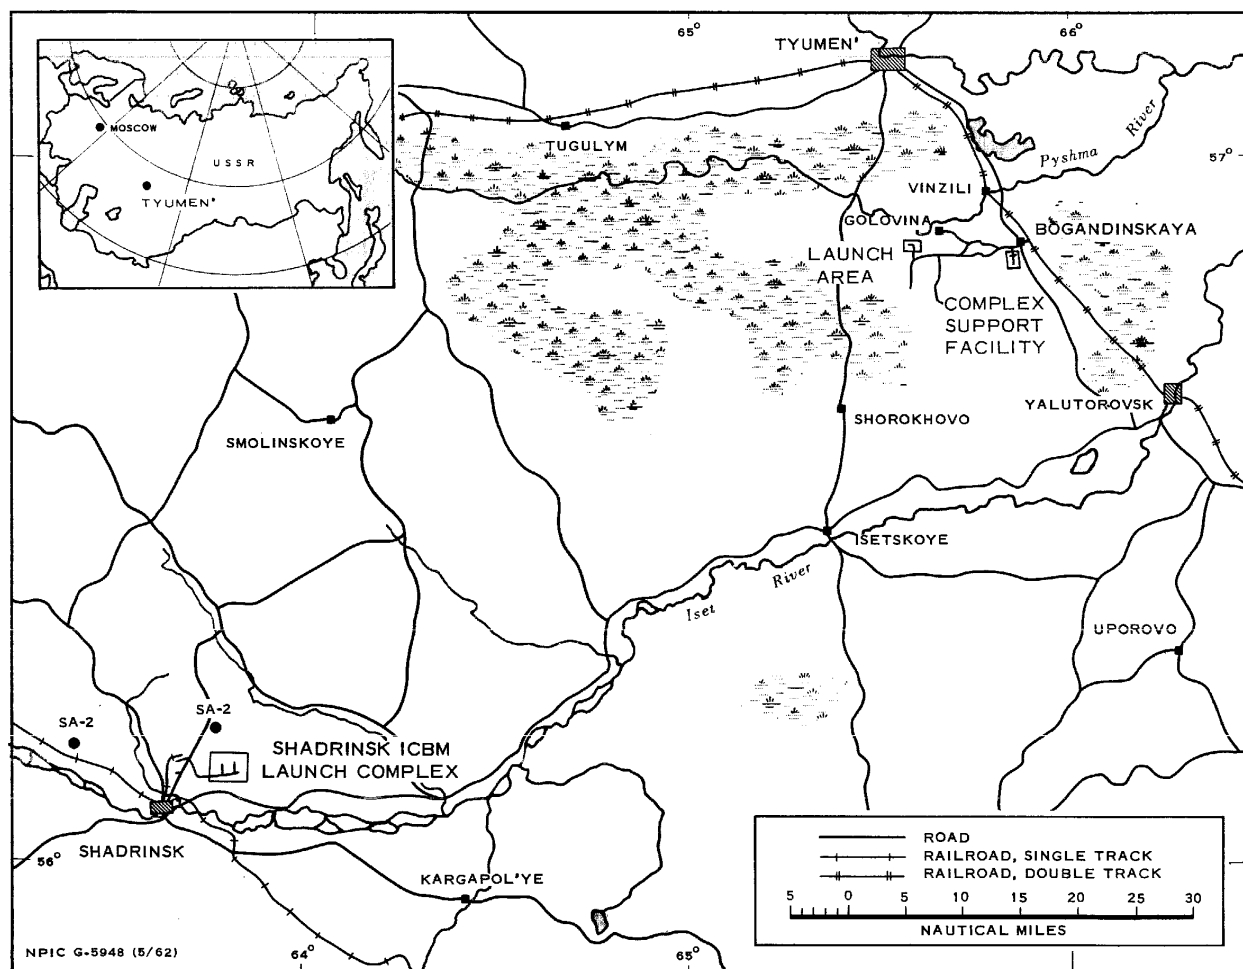 65°
66°
TYUMEN'
MOSCOW
USSR
TYUMEN'
TUGULYM
River
Pyshma
57°
VINZILI
GOLOVINA
BOGANDINSKAYA
LAUNCH
AREA
COMPLEX
SUPPORT
FACILITY
YALUTOROVSK
SHOROKHOVO
SMOLINSKOYE
ISETSKOYE
Iset
River
UPOROVO
SA-2
SA-2
SHADRINSK ICBM
LAUNCH COMPLEX
SHADRINSK
56°
KARGAPOL'YE
ROAD
RAILROAD, SINGLE TRACK
RAILROAD, DOUBLE TRACK
5 0 5 10 15 20 25 30
NAUTICAL MILES
NPIC G-5948 (5/62)
64°
65°